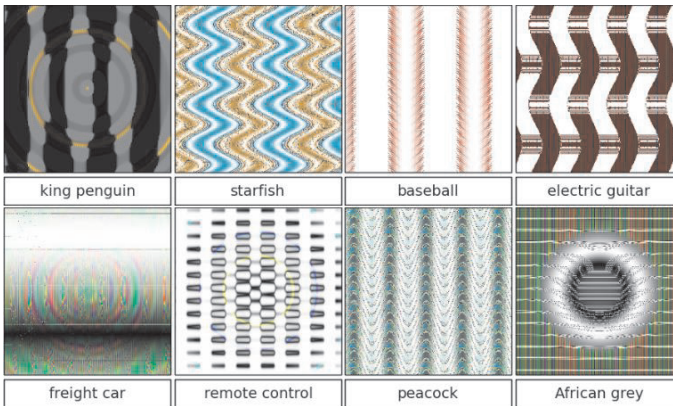 king penguin
starfish
baseball
electric guitar
freight car
remote control
peacock
African grey